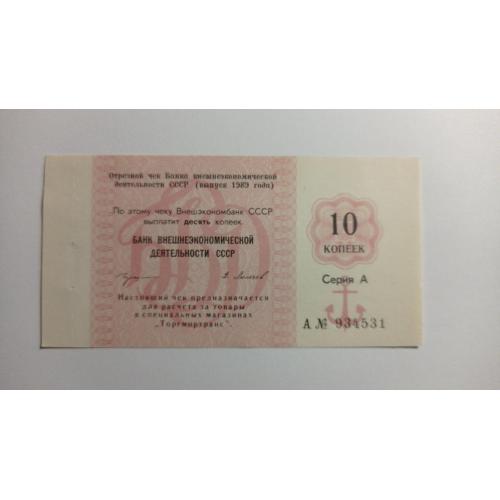 Отрезной чек Банка внешнеэкономической
деятельности СССР (выпуск 1989 года)
По этому чеку Внешэкономбанк СССР
выплатит десять копеек.
БАНК ВНЕШНЕЭКОНОМИЧЕСКОЙ
ДЕЯТЕЛЬНОСТИ СССР
Настоящий чек предназначается
для расчета за товары
в специальных магазинах
„Торгмортранс".
10
КОПЕЕК
Серия А
А № 934531